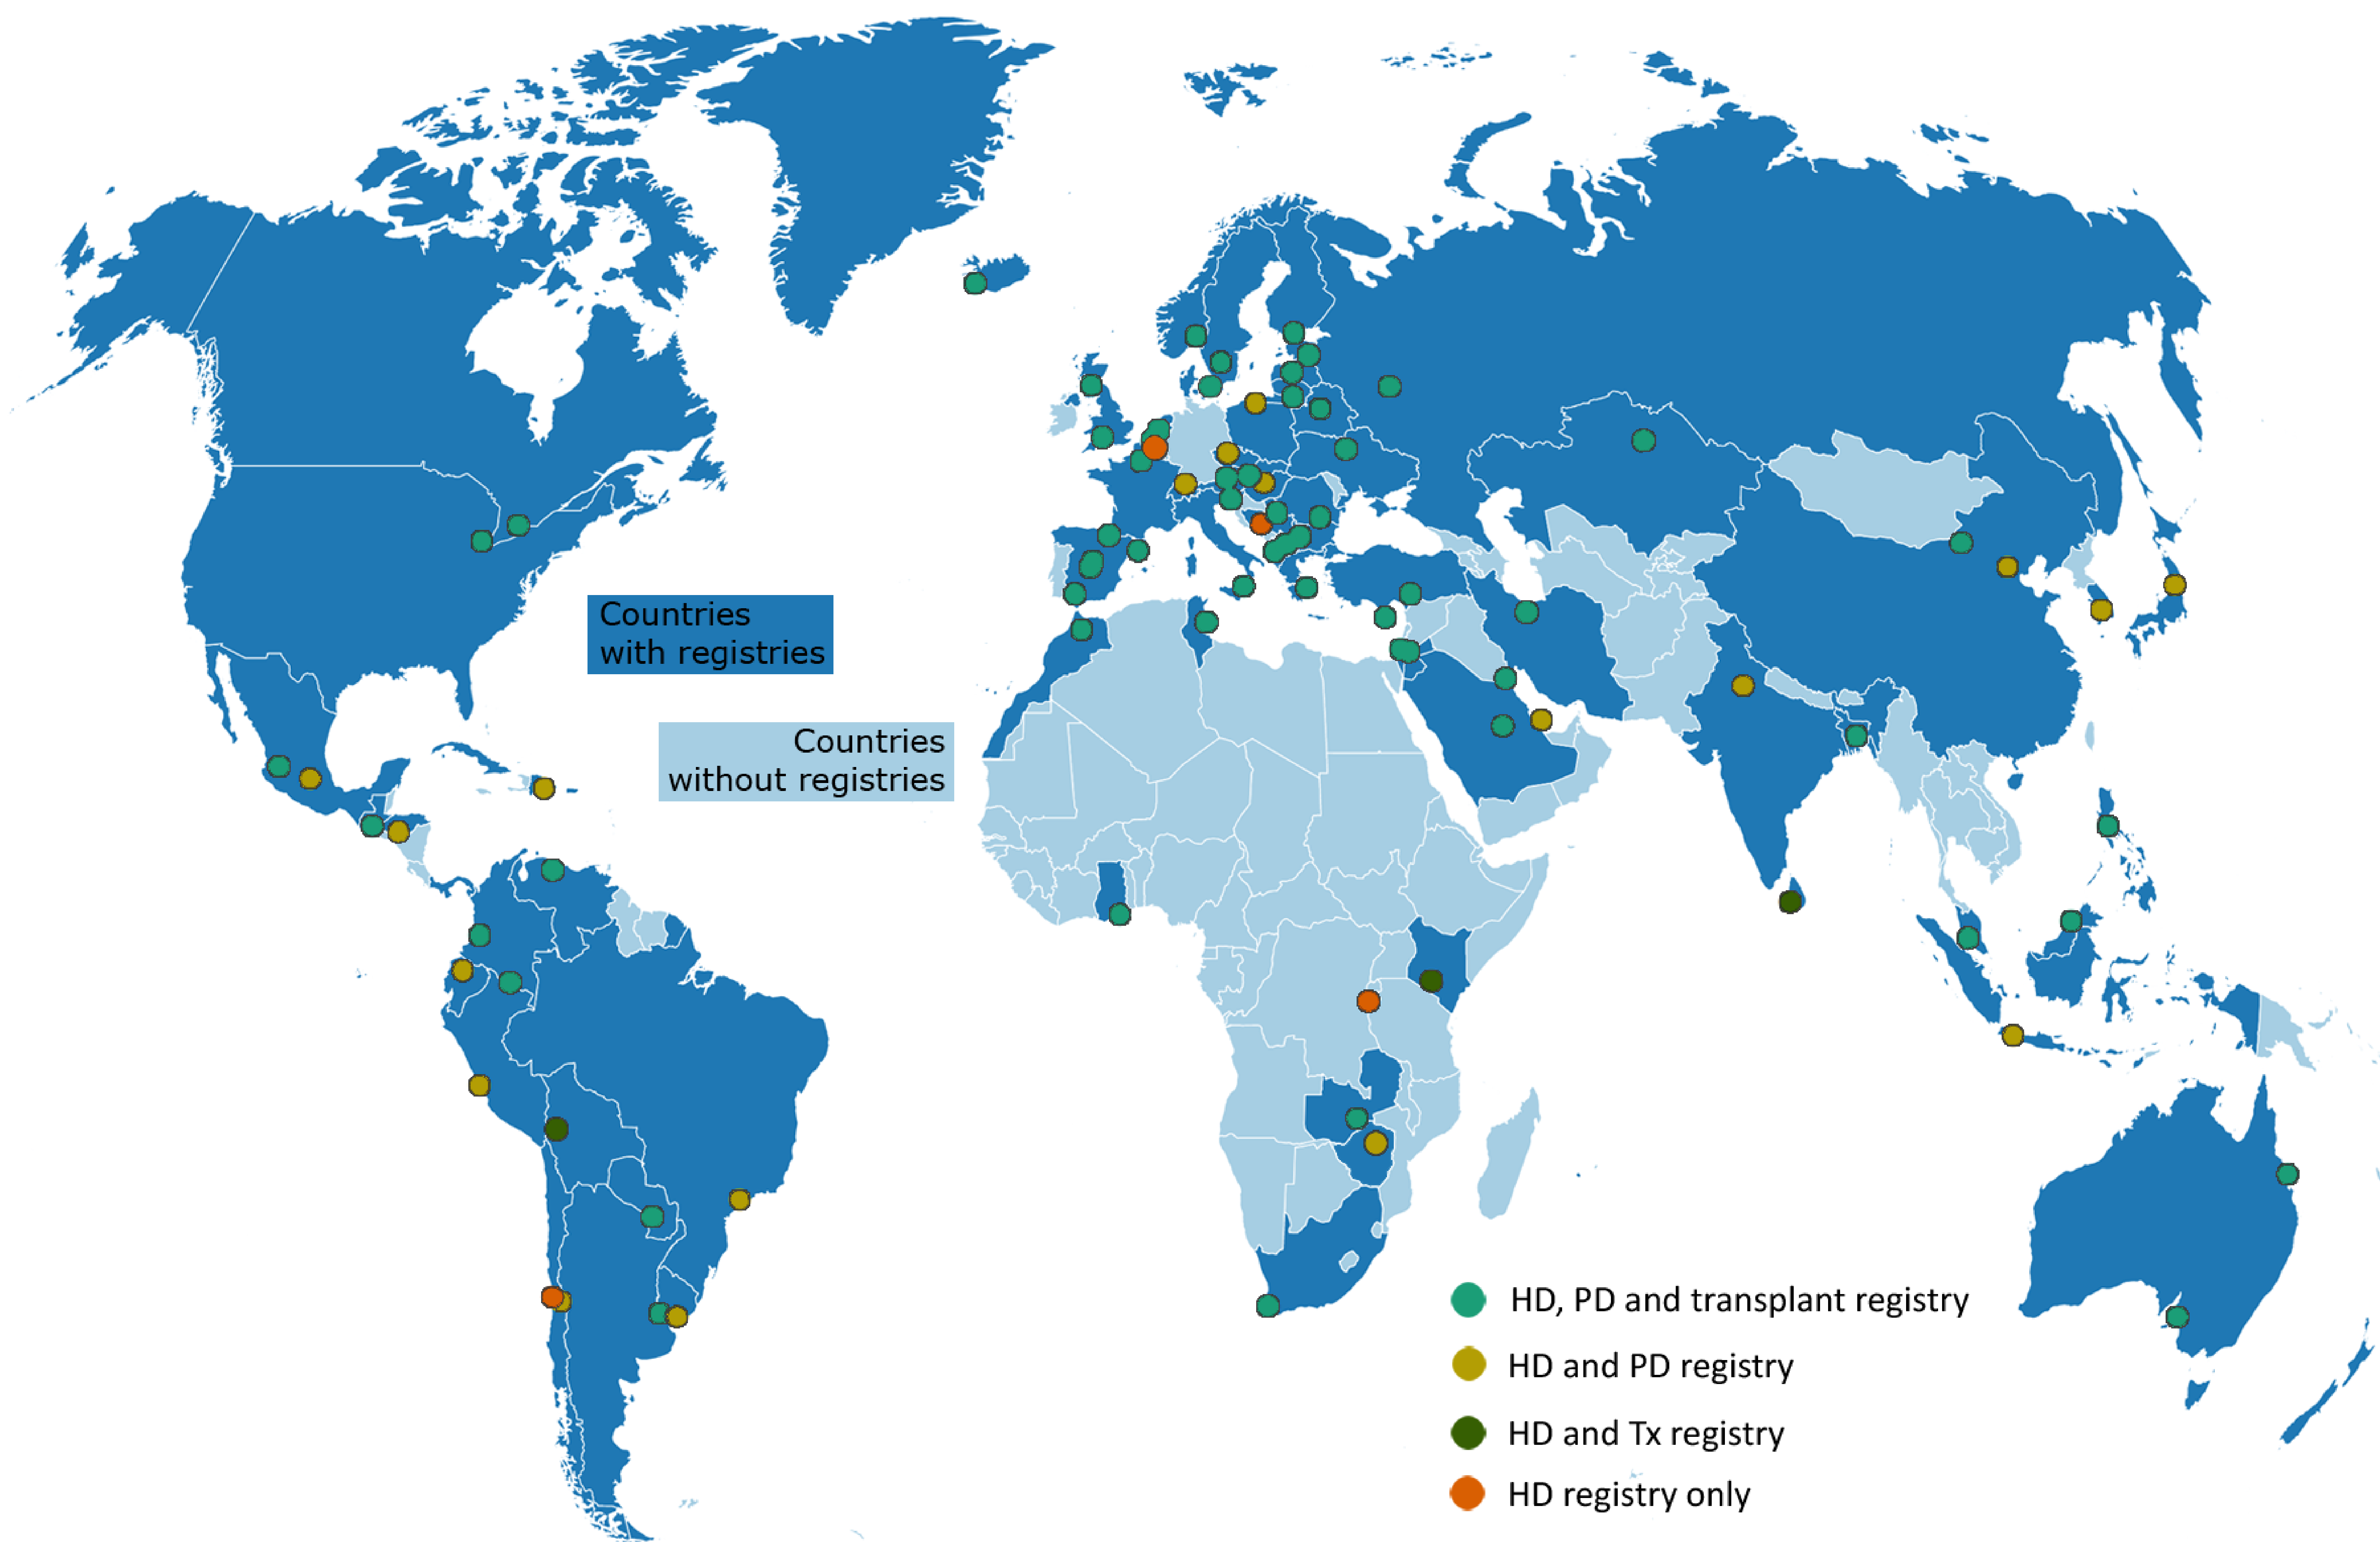 Countries
with registries
Countries
without registries
HD, PD and transplant registry
HD and PD registry
HD and Tx registry
HD registry only